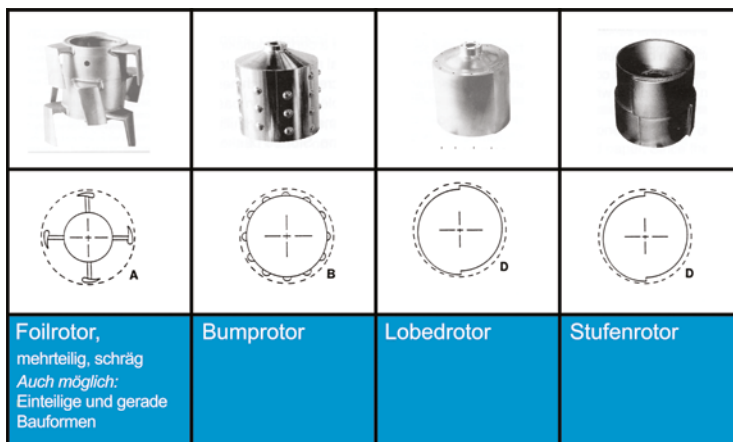 A
B
D
D
Foilrotor,
mehrteilig, schräg
Auch möglich:
Einteilige und gerade
Bauformen
Bumprotor
Lobedrotor
Stufenrotor